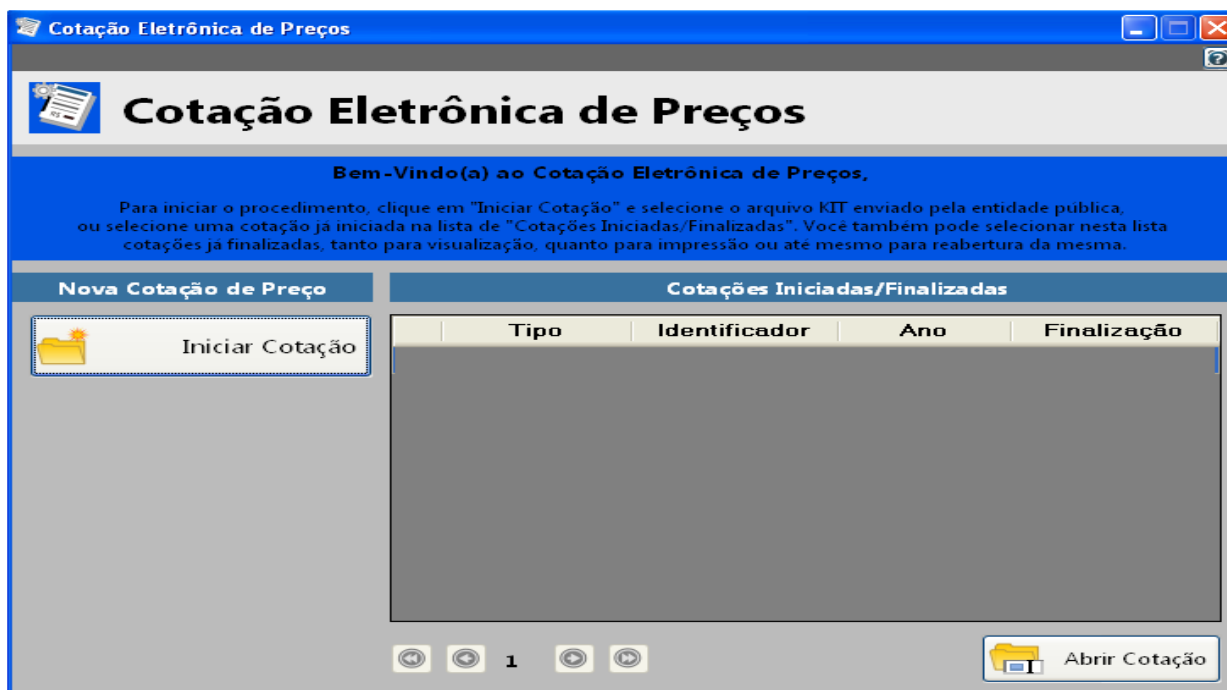 Cotação Eletrônica de Preços
Cotação Eletrônica de Preços
Bem-Vindo(a) ao Cotação Eletrônica de Preços,
Para iniciar o procedimento, clique em "Iniciar Cotação" e selecione o arquivo KIT enviado pela entidade pública,
ou selecione uma cotação já iniciada na lista de "Cotações Iniciadas/Finalizadas". Você também pode selecionar nesta lista
cotações já finalizadas, tanto para visualização, quanto para impressão ou até mesmo para reabertura da mesma.
Nova Cotação de Preço
Cotações Iniciadas/Finalizadas
Iniciar Cotação
Tipo Identificador Ano Finalização
1
Abrir Cotação